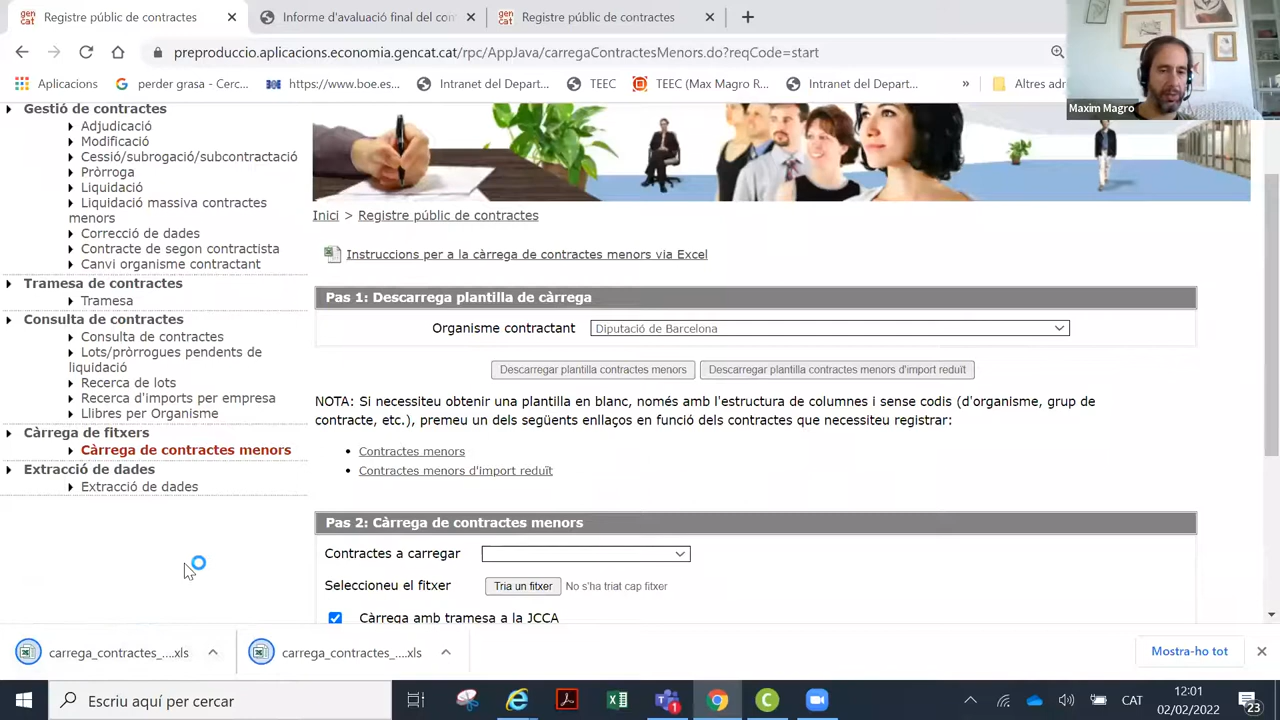 gen cat Registre públic de contractes
Informe d'avaluació final del con
gen cat Registre públic de contractes
preproduccio.aplicacions.economia.gencat.cat/rpc/AppJava/carregaContractesMenors.do?reqCode=start
Aplicacions
perder grasa - Cerc...
https://www.boe.es...
Intranet del Depart...
TEEC
TEEC (Max Magro R...
Intranet del Depart...
»
Altres adr
Maxim Magro
Gestió de contractes
Adjudicació
Modificació
Cessió/subrogació/subcontractació
Pròrroga
Liquidació
Liquidació massiva contractes
menors
Correcció de dades
Contracte de segon contractista
Canvi organisme contractant
Tramesa de contractes
Tramesa
Consulta de contractes
Consulta de contractes
Lots/pròrrogues pendents de
liquidació
Recerca de lots
Recerca d'imports per empresa
Llibres per Organisme
Càrrega de fitxers
Càrrega de contractes menors
Extracció de dades
Extracció de dades
Inici > Registre públic de contractes
Instruccions per a la càrrega de contractes menors via Excel
Pas 1: Descarrega plantilla de càrrega
Organisme contractant Diputació de Barcelona
Descarregar plantilla contractes menors
Descarregar plantilla contractes menors d'import reduït
NOTA: Si necessiteu obtenir una plantilla en blanc, només amb l'estructura de columnes i sense codis (d'organisme, grup de
contracte, etc.), premeu un dels següents enllaços en funció dels contractes que necessiteu registrar:
• Contractes menors
• Contractes menors d'import reduït
Pas 2: Càrrega de contractes menors
Contractes a carregar
Seleccioneu el fitxer Tria un fitxer No s'ha triat cap fitxer
Càrrega amb tramesa a la JCCA
carrega_contractes_....xls
carrega_contractes_....xls
Mostra-ho tot
Escriu aquí per cercar
CAT
12:01
02/02/2022
23